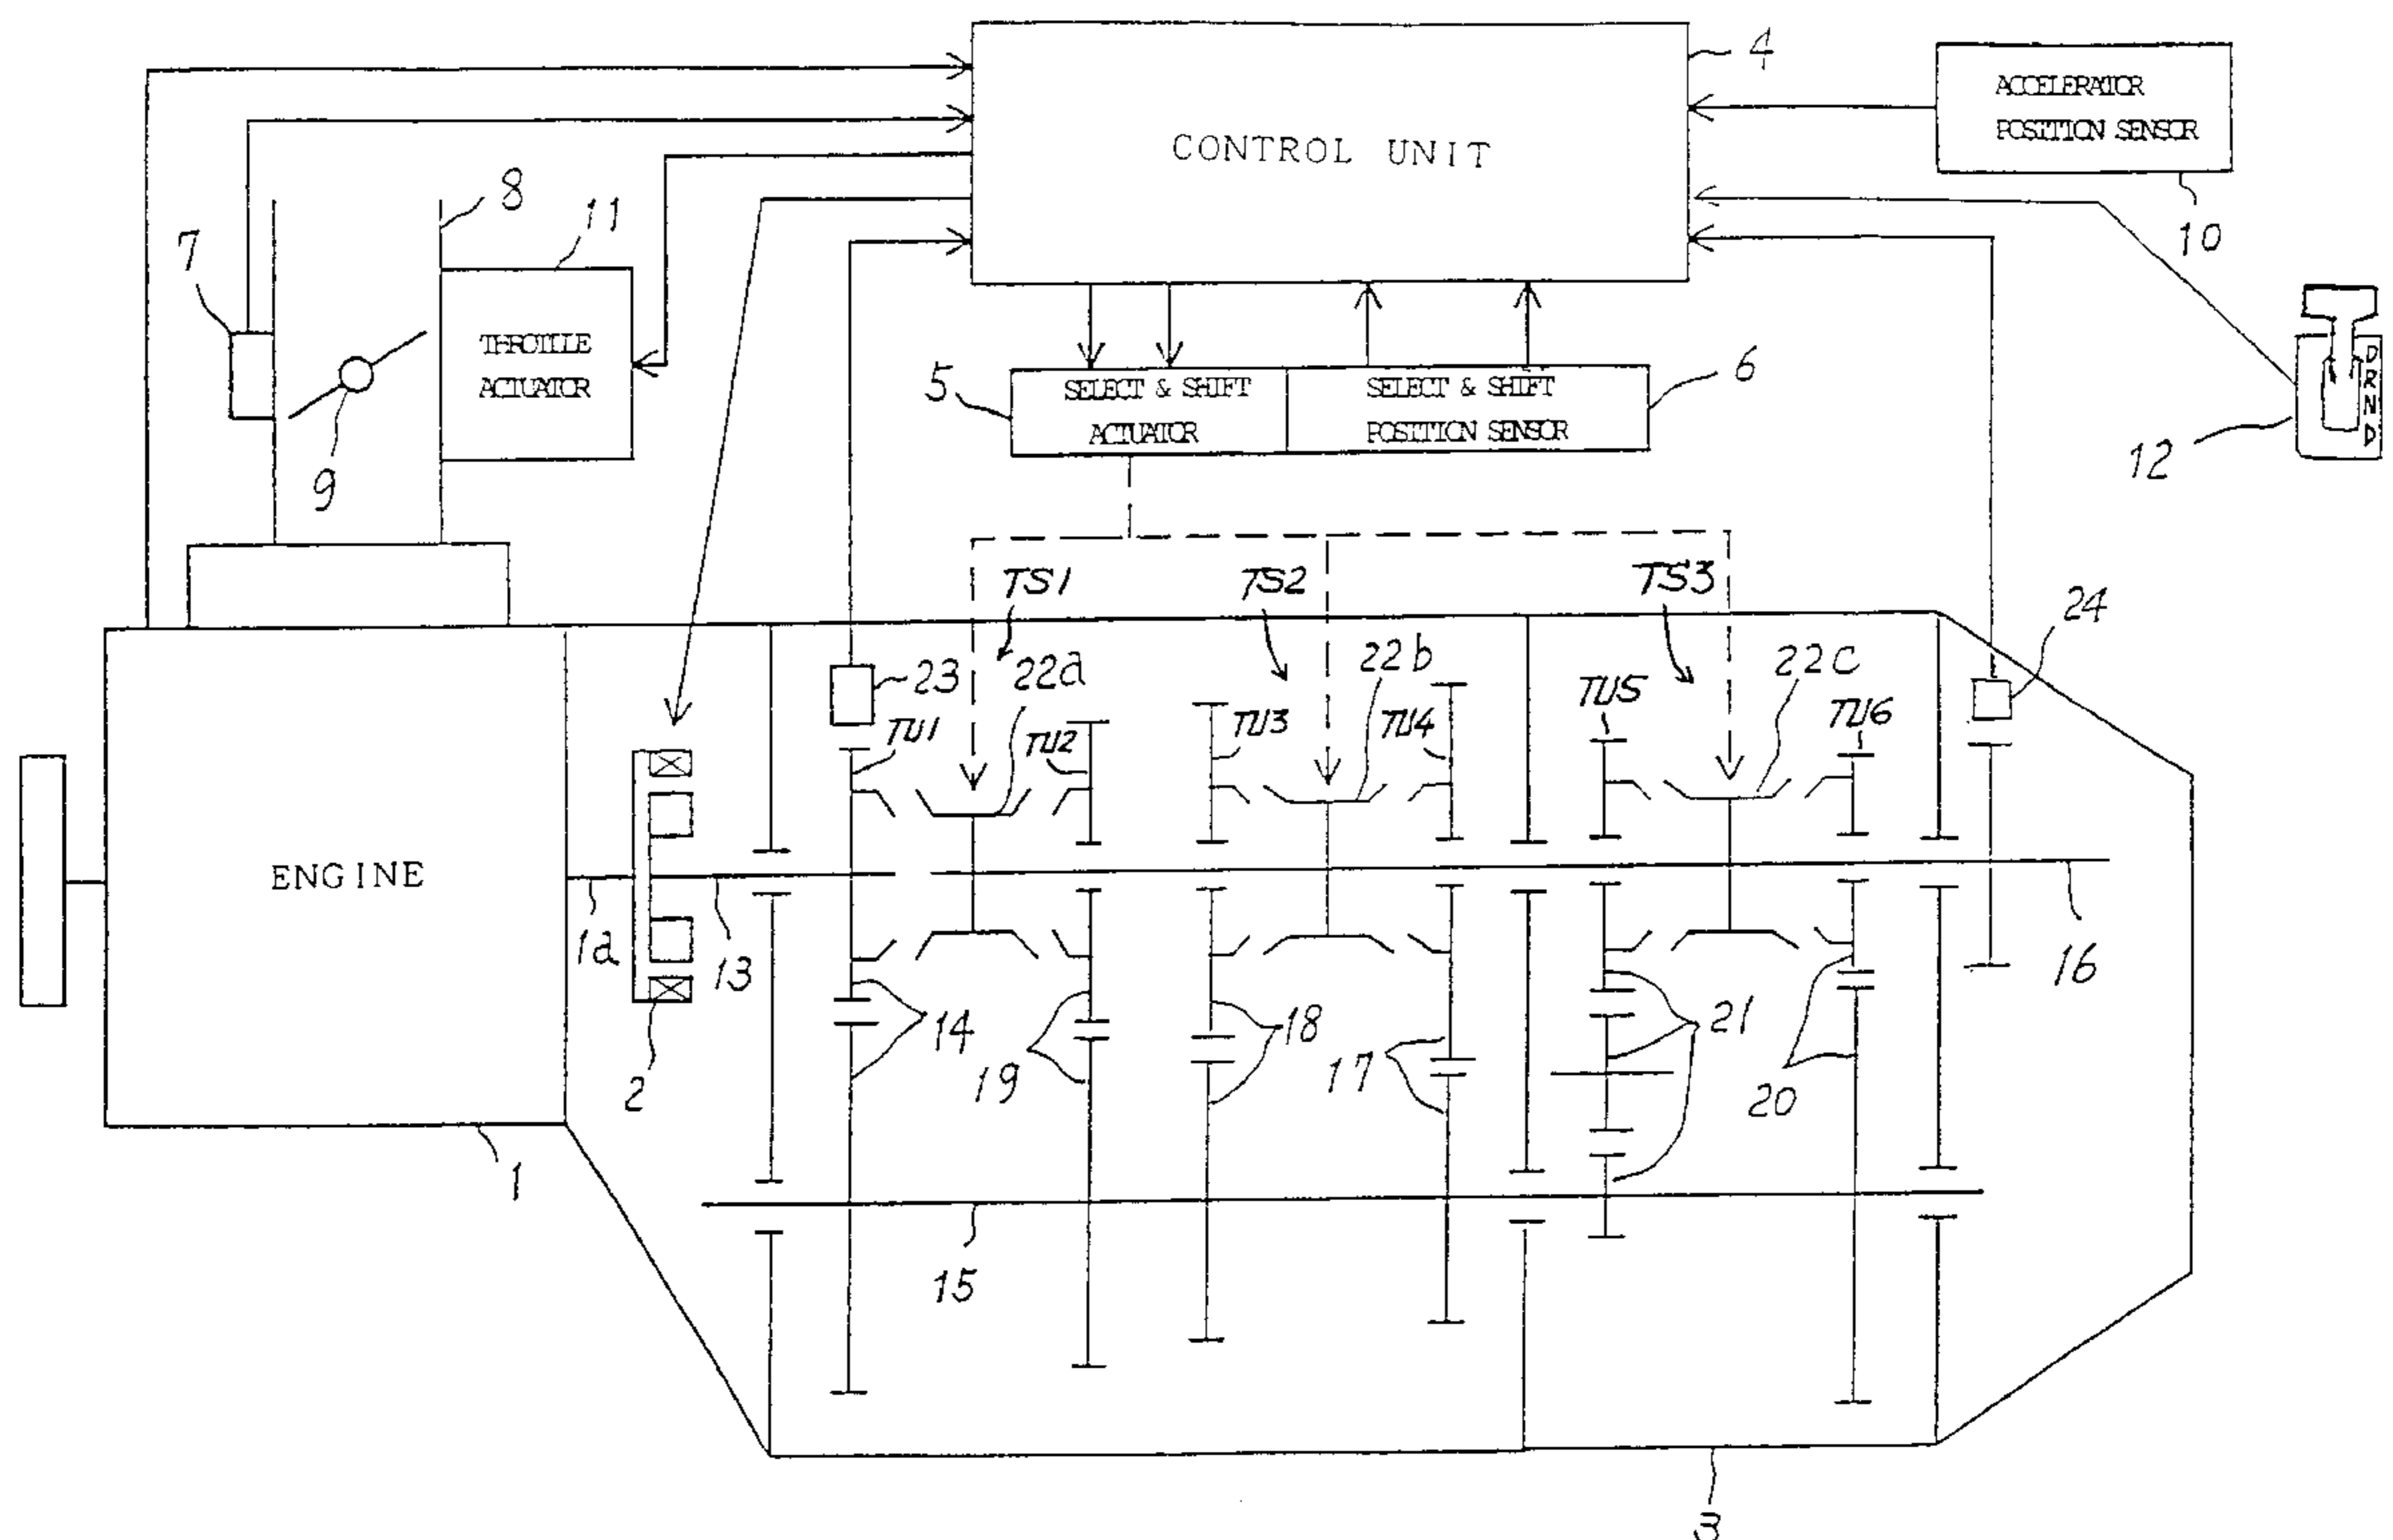 4
ACCELERATOR
POSITION SENSOR
CONTROL UNIT
8
11
7
10
THROTTLE
ACTUATOR
5
SELECT & SHIFT
ACTUATOR
SELECT & SHIFT
POSITION SENSOR
6
D
R
N
D
12
9
TS1
TS2
TS3
24
23
22a
22b
22c
TU1
TU2
TU3
TU4
TU5
TU6
ENGINE
1a
13
16
14
19
18
17
21
20
2
1
15
3